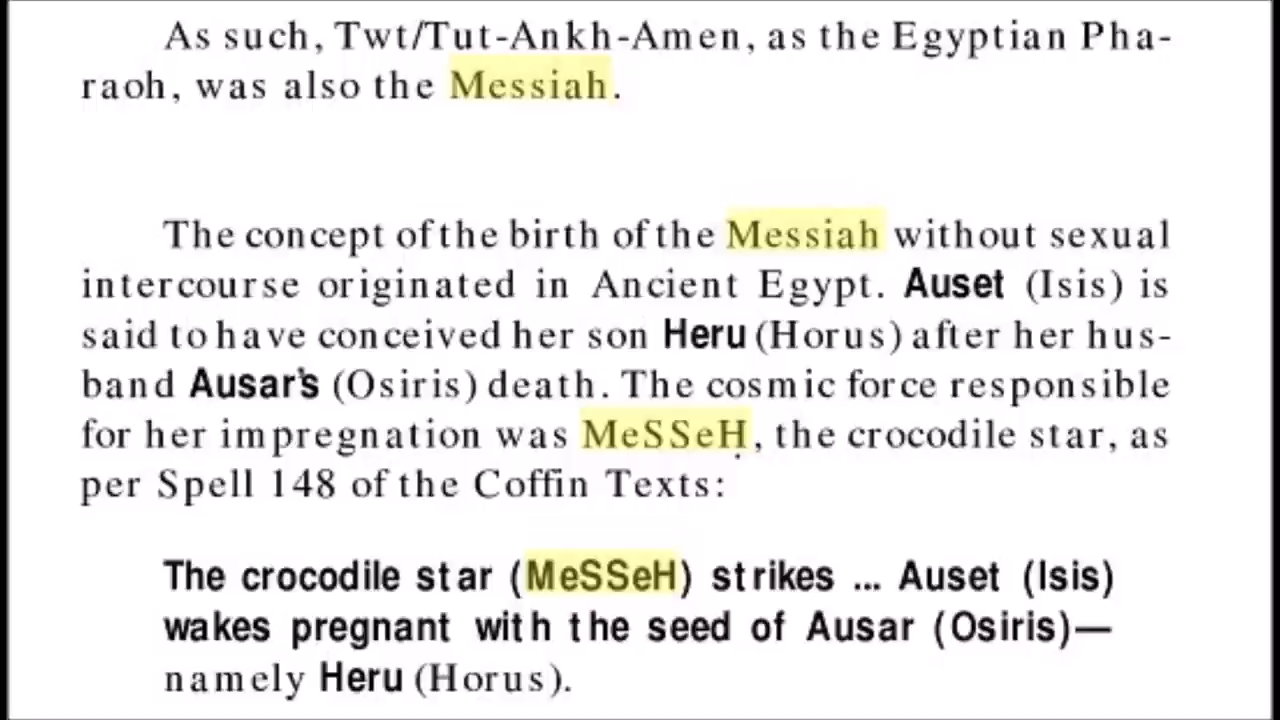 As such, Twt/Tut-Ankh-Amen, as the Egyptian Pha-
raoh, was also the Messiah.
The concept of the birth of the Messiah without sexual
intercourse originated in Ancient Egypt. Auset (Isis) is
said to have conceived her son Heru (Horus) after her hus-
band Ausar's (Osiris) death. The cosmic force responsible
for her impregnation was MeSSeḤ, the crocodile star, as
per Spell 148 of the Coffin Texts:
The crocodile star (MeSSeH) strikes ... Auset (Isis)
wakes pregnant with the seed of Ausar (Osiris)—
namely Heru (Horus).